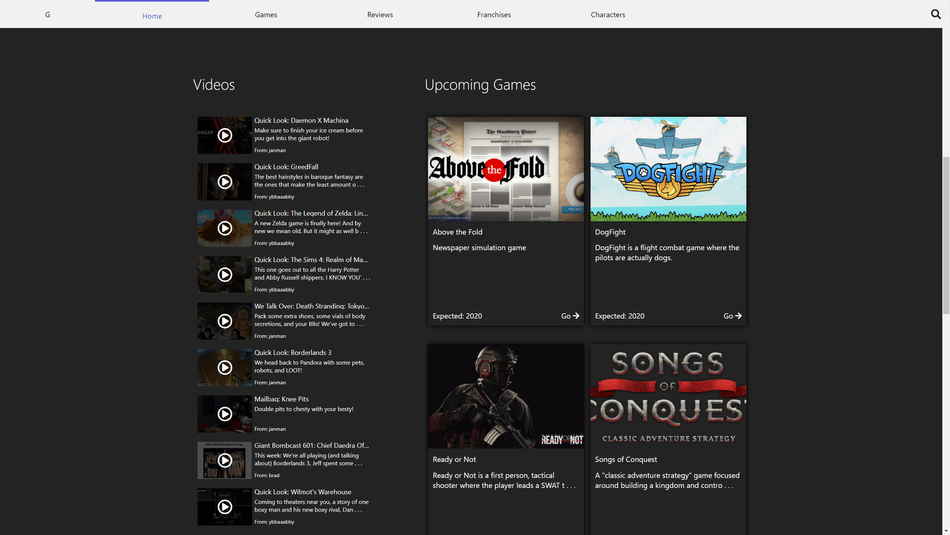 G
Home
Games
Reviews
Franchises
Characters
Videos
Quick Look: Daemon X Machina
Make sure to finish your ice cream before
you get into the giant robot!
From: janman
Quick Look: GreedFall
The best hairstyles in baroque fantasy are
the ones that make the least amount o . . .
From: ybbaaabby
Quick Look: The Legend of Zelda: Lin...
A new Zelda game is finally here! And by
new we mean old. But it might as well b . . .
From: ybbaaabby
Quick Look: The Sims 4: Realm of Ma...
This one goes out to all the Harry Potter
and Abby Russell shippers. I KNOW YOU' . . .
From: ybbaaabby
We Talk Over: Death Stranding: Tokyo...
Pack some extra shoes, some vials of body
secretions, and your BBs! We've got to . . .
From: janman
Quick Look: Borderlands 3
We head back to Pandora with some pets,
robots, and LOOT!
From: janman
Mailbag: Knee Pits
Double pits to chesty with your besty!
From: janman
Giant Bombcast 601: Chief Daedra Of...
This week: We're all playing (and talking
about) Borderlands 3, Jeff spent some . . .
From: brad
Quick Look: Wilmot's Warehouse
Coming to theaters near you, a story of one
boxy man and his new boxy rival, Dan . . .
From: ybbaaabby
Upcoming Games
Above the Fold
Above the Fold
Newspaper simulation game
Expected: 2020
Go →
DOGFIGHT
DogFight
DogFight is a flight combat game where the
pilots are actually dogs.
Expected: 2020
Go →
READY OR NOT
Ready or Not
Ready or Not is a first person, tactical
shooter where the player leads a SWAT t . . .
SONGS
OF
CONQUEST
CLASSIC ADVENTURE STRATEGY
Songs of Conquest
A "classic adventure strategy" game focused
around building a kingdom and contro . . .